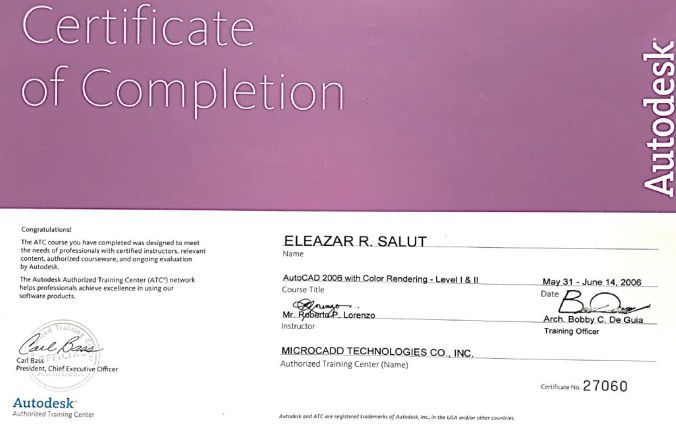 Certificate
of Completion
Autodesk
Congratulations!
The ATC course you have completed was designed to meet
the needs of professionals with certified instructors, relevant
content, authorized courseware, and ongoing evaluation
by Autodesk.
The Autodesk Authorized Training Center (ATC®) network
helps professionals achieve excellence in using our
software products.
Carl Bass
Carl Bass
President, Chief Executive Officer
Autodesk
Authorized Training Center
ELEAZAR R. SALUT
Name
AutoCAD 2006 with Color Rendering - Level I & II
Course Title
May 31 - June 14, 2006
Date
Mr. Roberto P. Lorenzo
Instructor
Arch. Bobby C. De Guia
Training Officer
MICROCADD TECHNOLOGIES CO., INC.
Authorized Training Center (Name)
Certificate No. 27060
Autodesk and ATC are registered trademarks of Autodesk, Inc., in the USA and/or other countries.